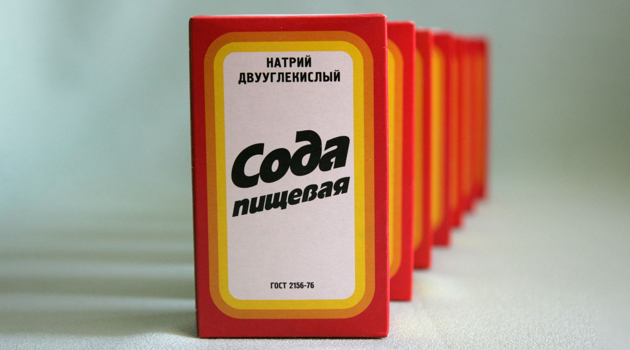 НАТРИЙ
ДВУУГЛЕКИСЛЫЙ
Сода
пищевая
ГОСТ 2156-76